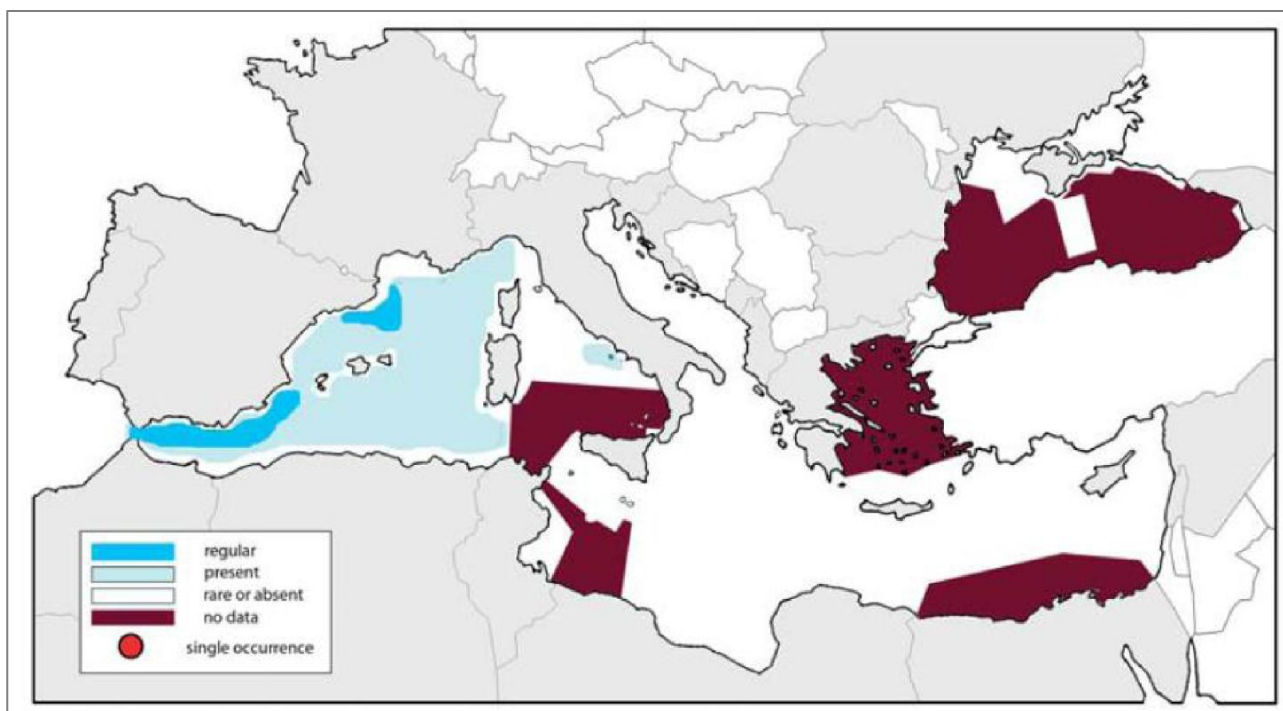 regular
present
rare or absent
no data
single occurrence